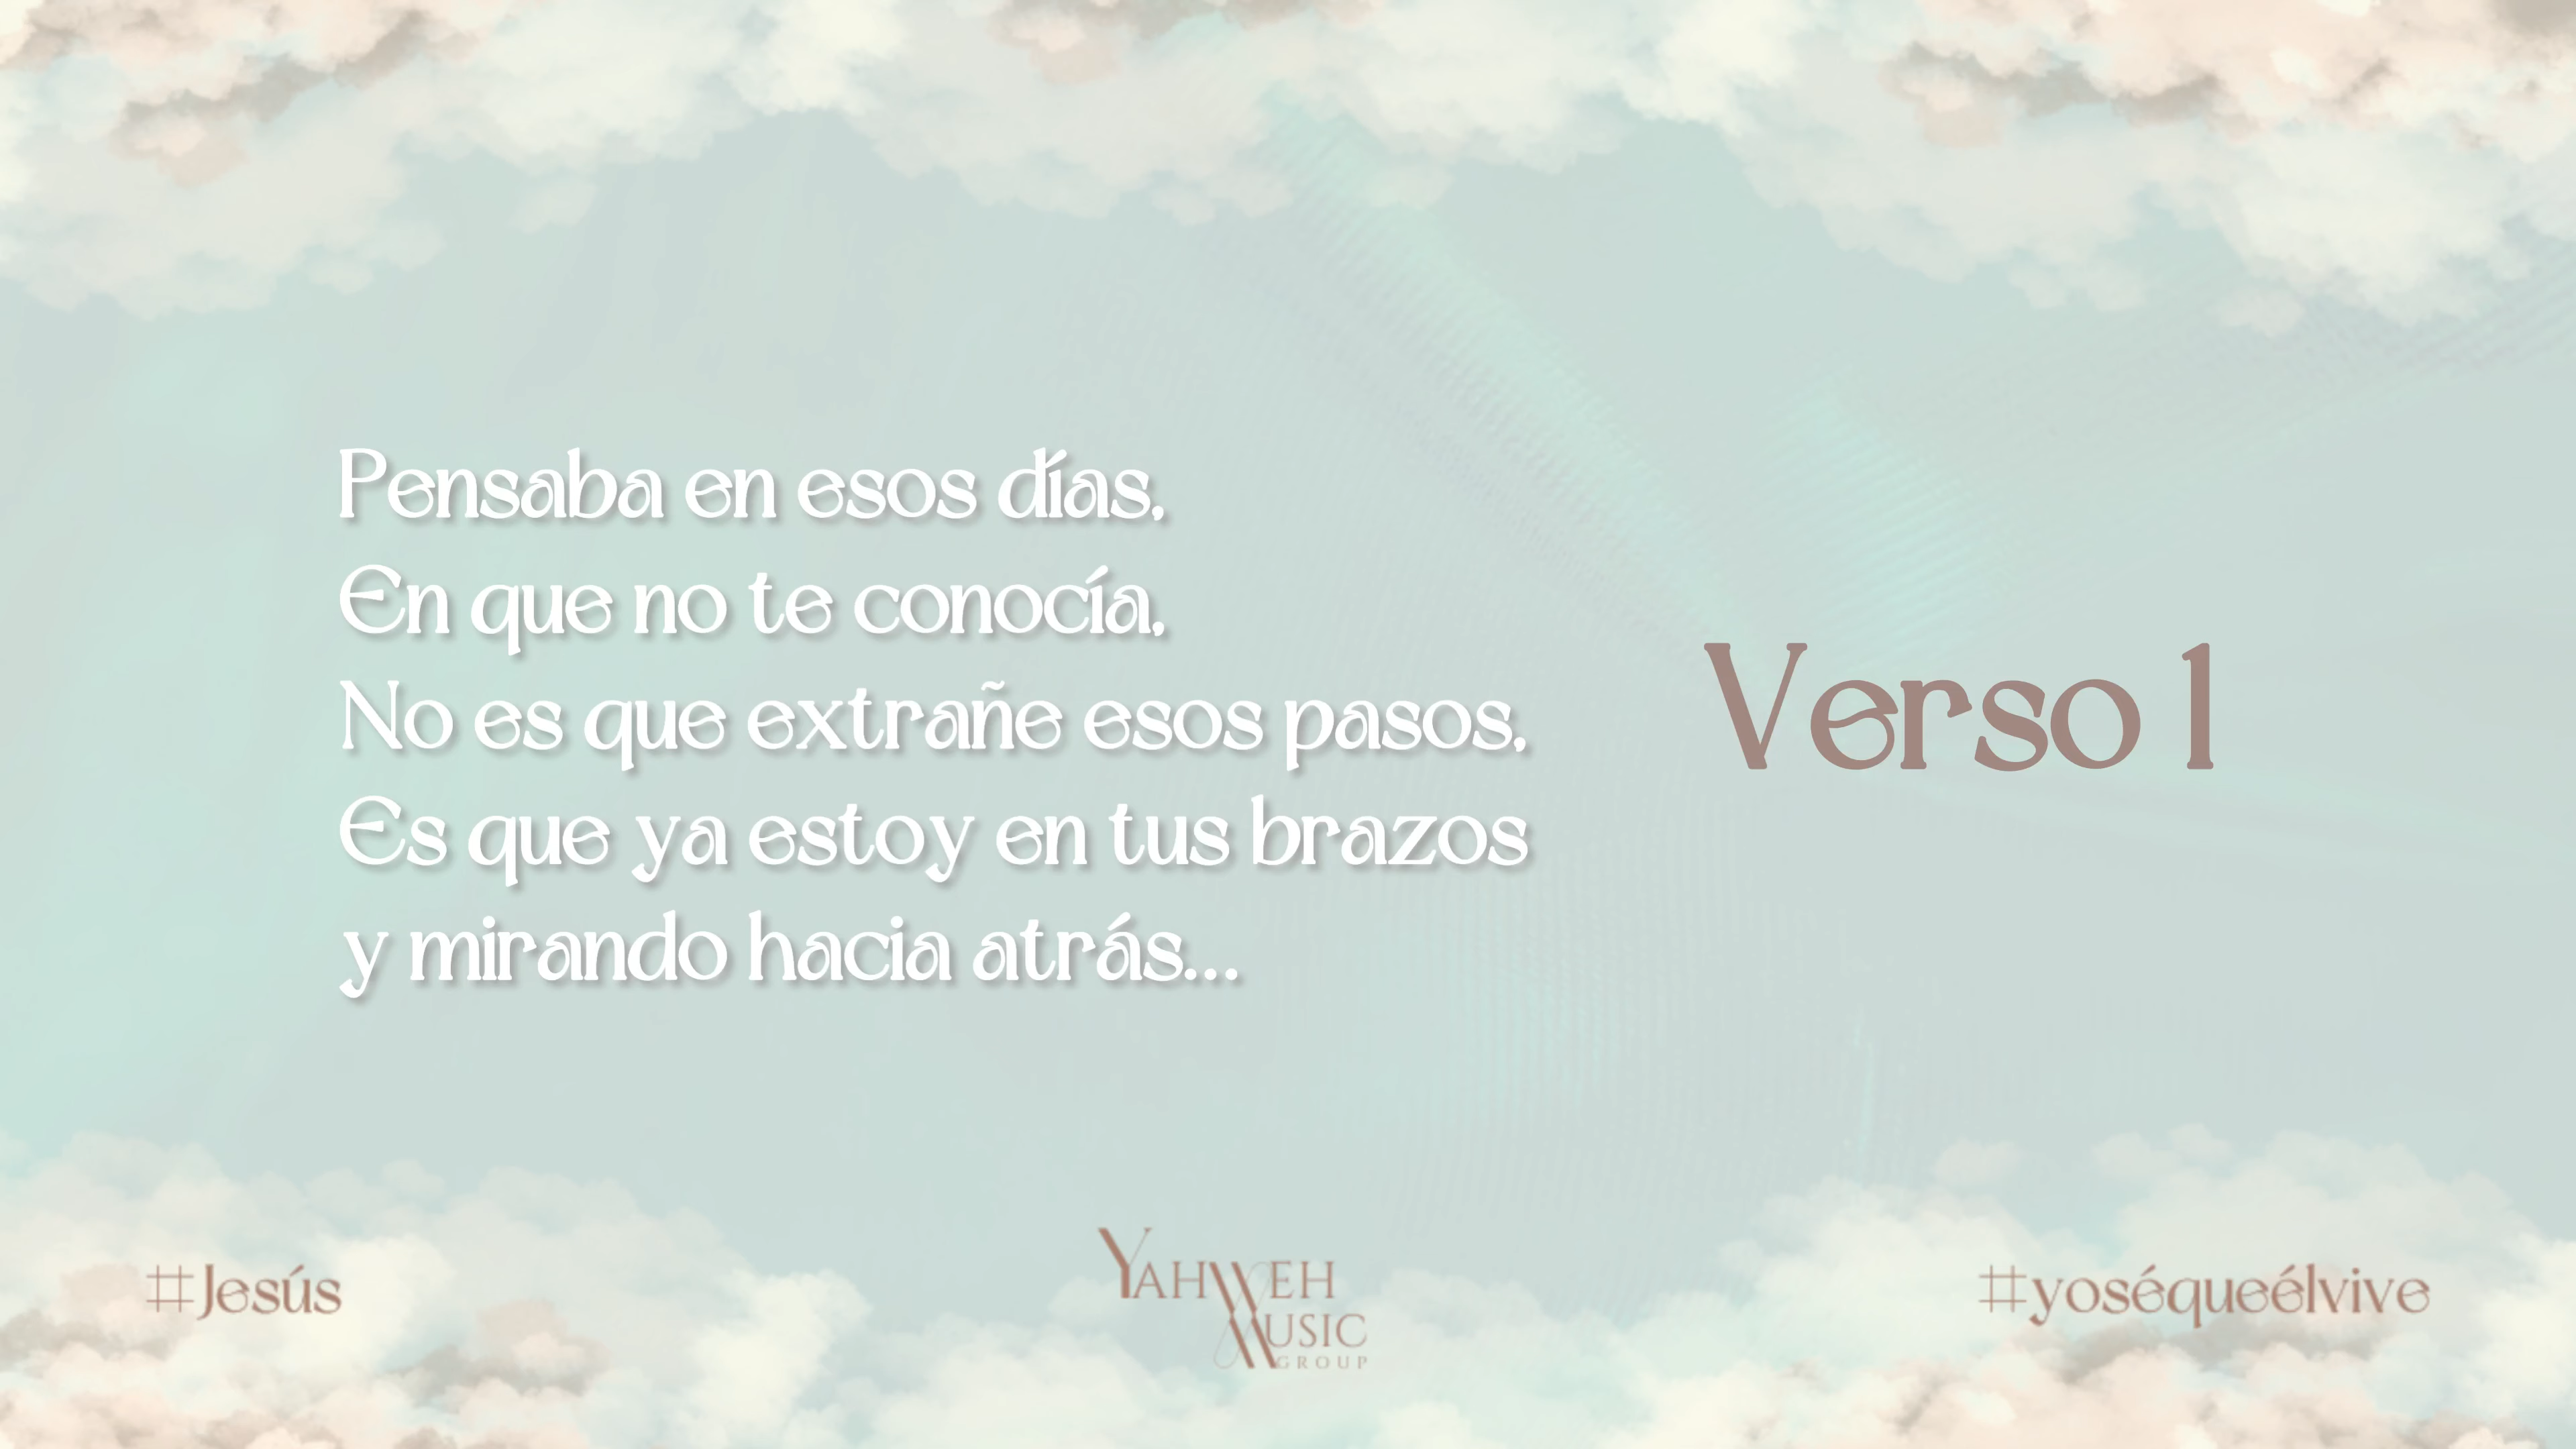 Pensaba en esos días,
En que no te conocía,
No es que extrañe esos pasos,
Es que ya estoy en tus brazos
y mirando hacia atrás...
Verso 1
#Jesús
YAHWEH
MUSIC
GROUP
#yoséqueélvive